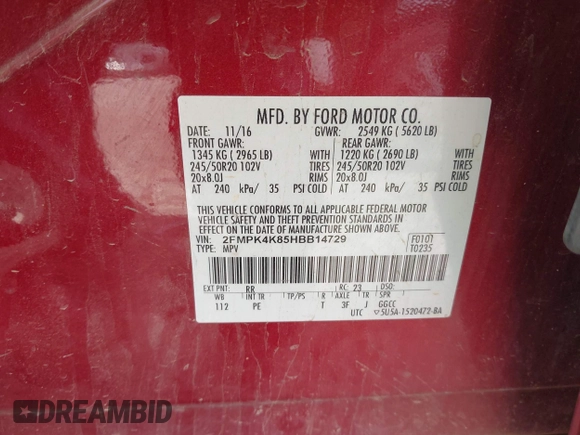 MFD. BY FORD MOTOR CO.
DATE: 11/16 GVWR: 2549 KG ( 5620 LB)
FRONT GAWR: REAR GAWR:
1345 KG ( 2965 LB) WITH 1220 KG ( 2690 LB) WITH
245/50R20 102V TIRES 245/50R20 102V TIRES
20x8.0J RIMS 20x8.0J RIMS
AT 240 kPa/ 35 PSI COLD AT 240 kPa/ 35 PSI COLD
THIS VEHICLE CONFORMS TO ALL APPLICABLE FEDERAL MOTOR
VEHICLE SAFETY AND THEFT PREVENTION STANDARDS IN
EFFECT ON THE DATE OF MANUFACTURE SHOWN ABOVE.
VIN: 2FMPK4K85HBB14729 F0101
TYPE: MPV T0235
EXT PNT: RR RC: 23 DSO:
WB INT TR TP/PS R AXLE TR SPR
112 PE T 3F J GGCC
UTC ▽5U5A-1520472-BA
DREAMBID